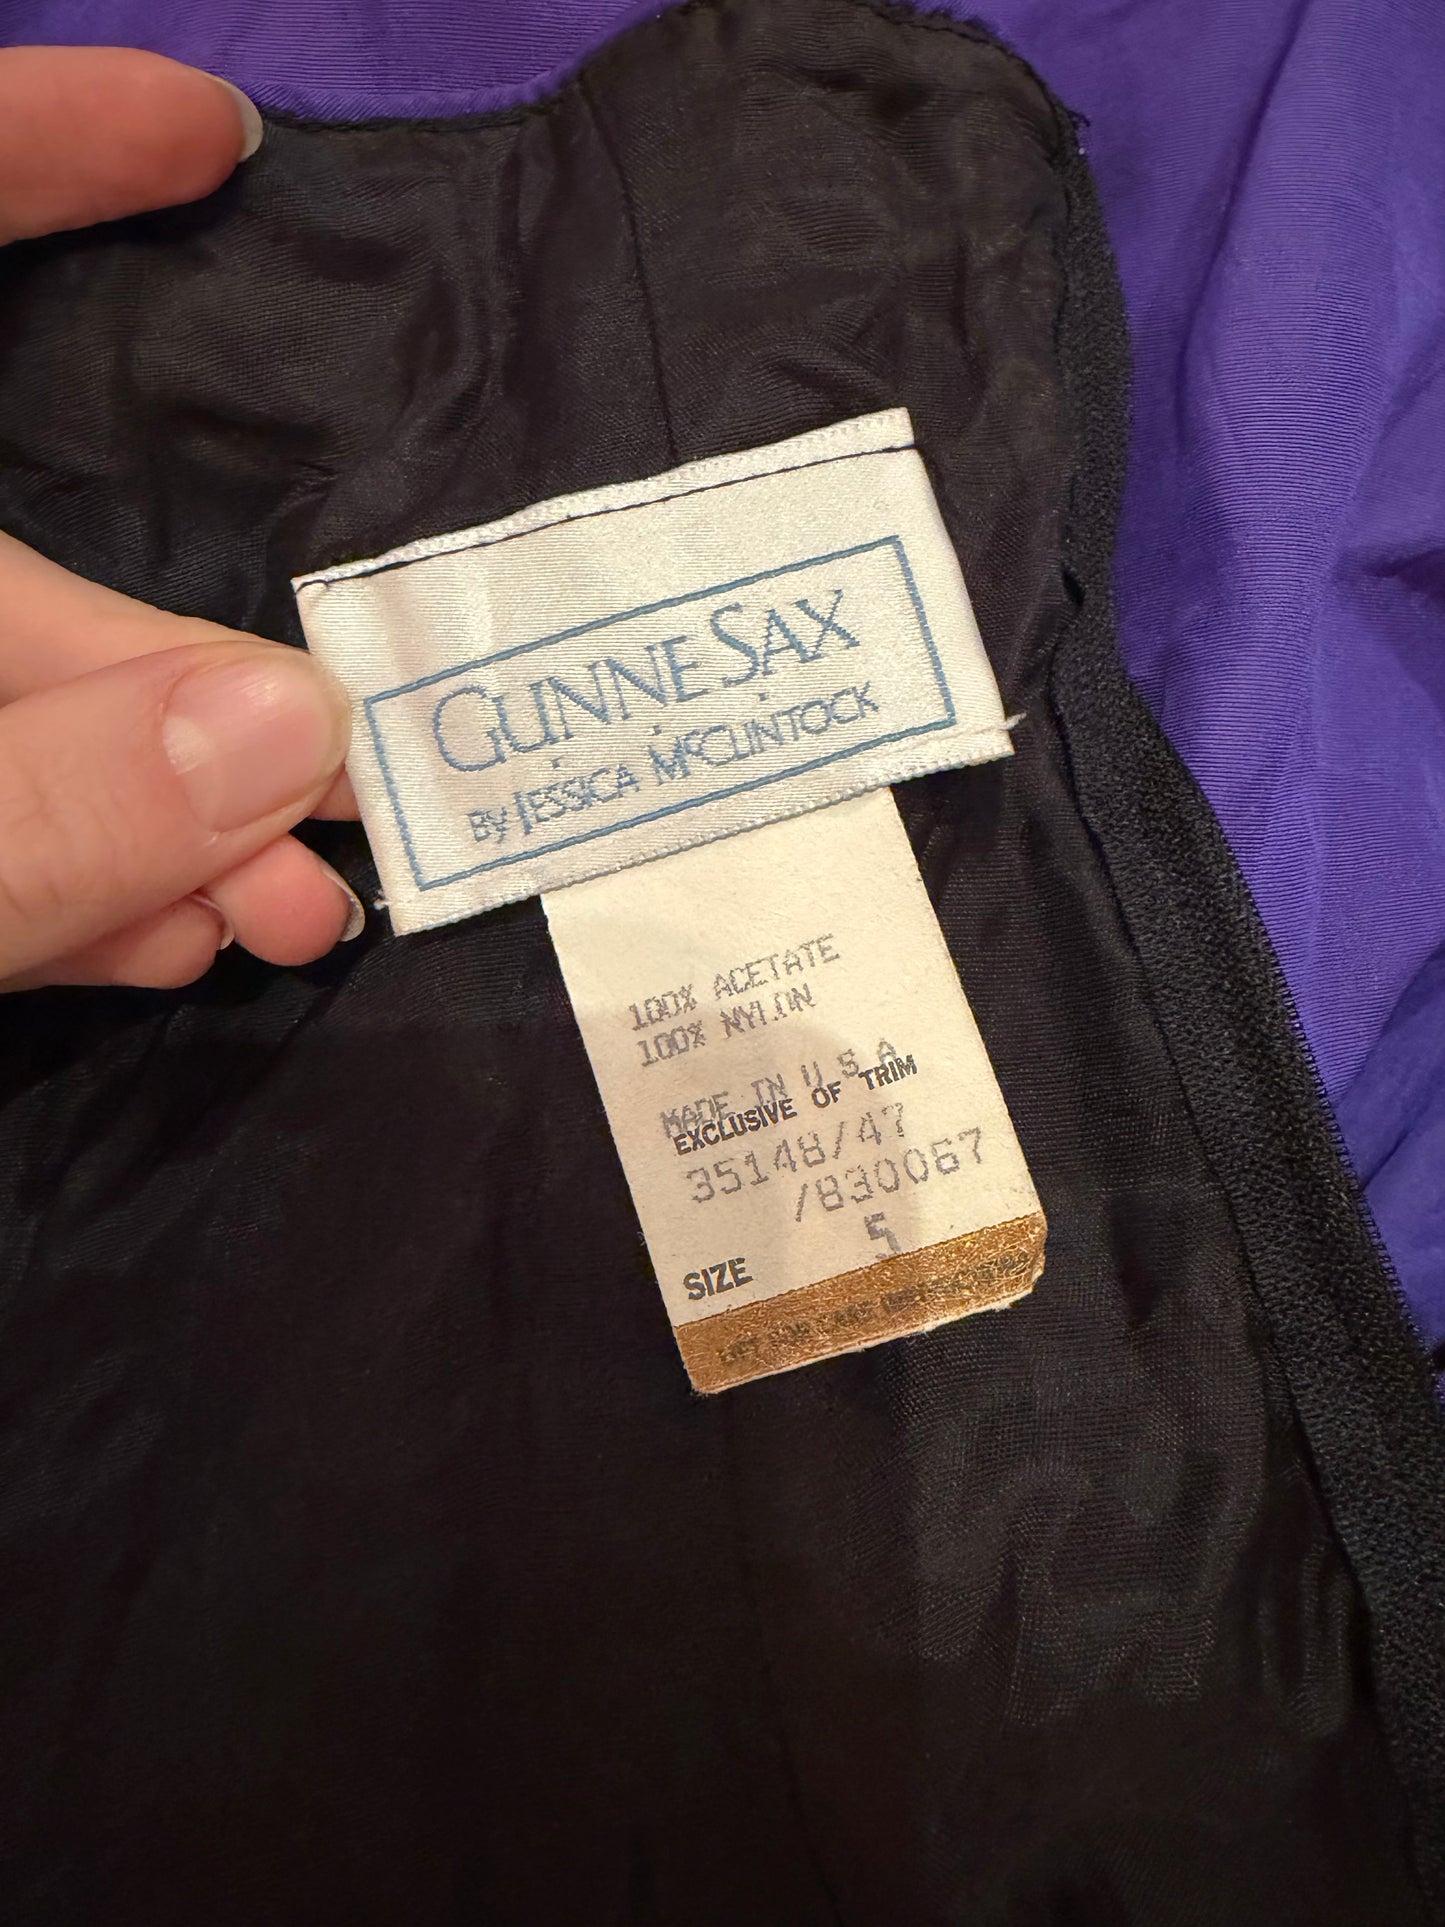 GUNNE SAX
BY JESSICA McCLINTOCK
100% ACETATE
100% NYLON
MADE IN U S A
EXCLUSIVE OF TRIM
35148/47
/830067
5
SIZE